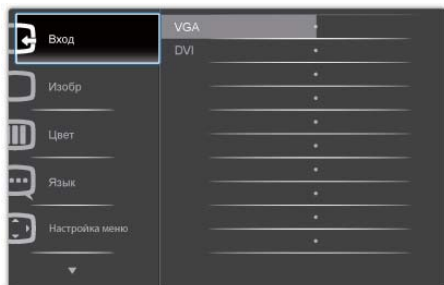 Вход
VGA
DVI
Изобр
Цвет
Язык
Настройка меню